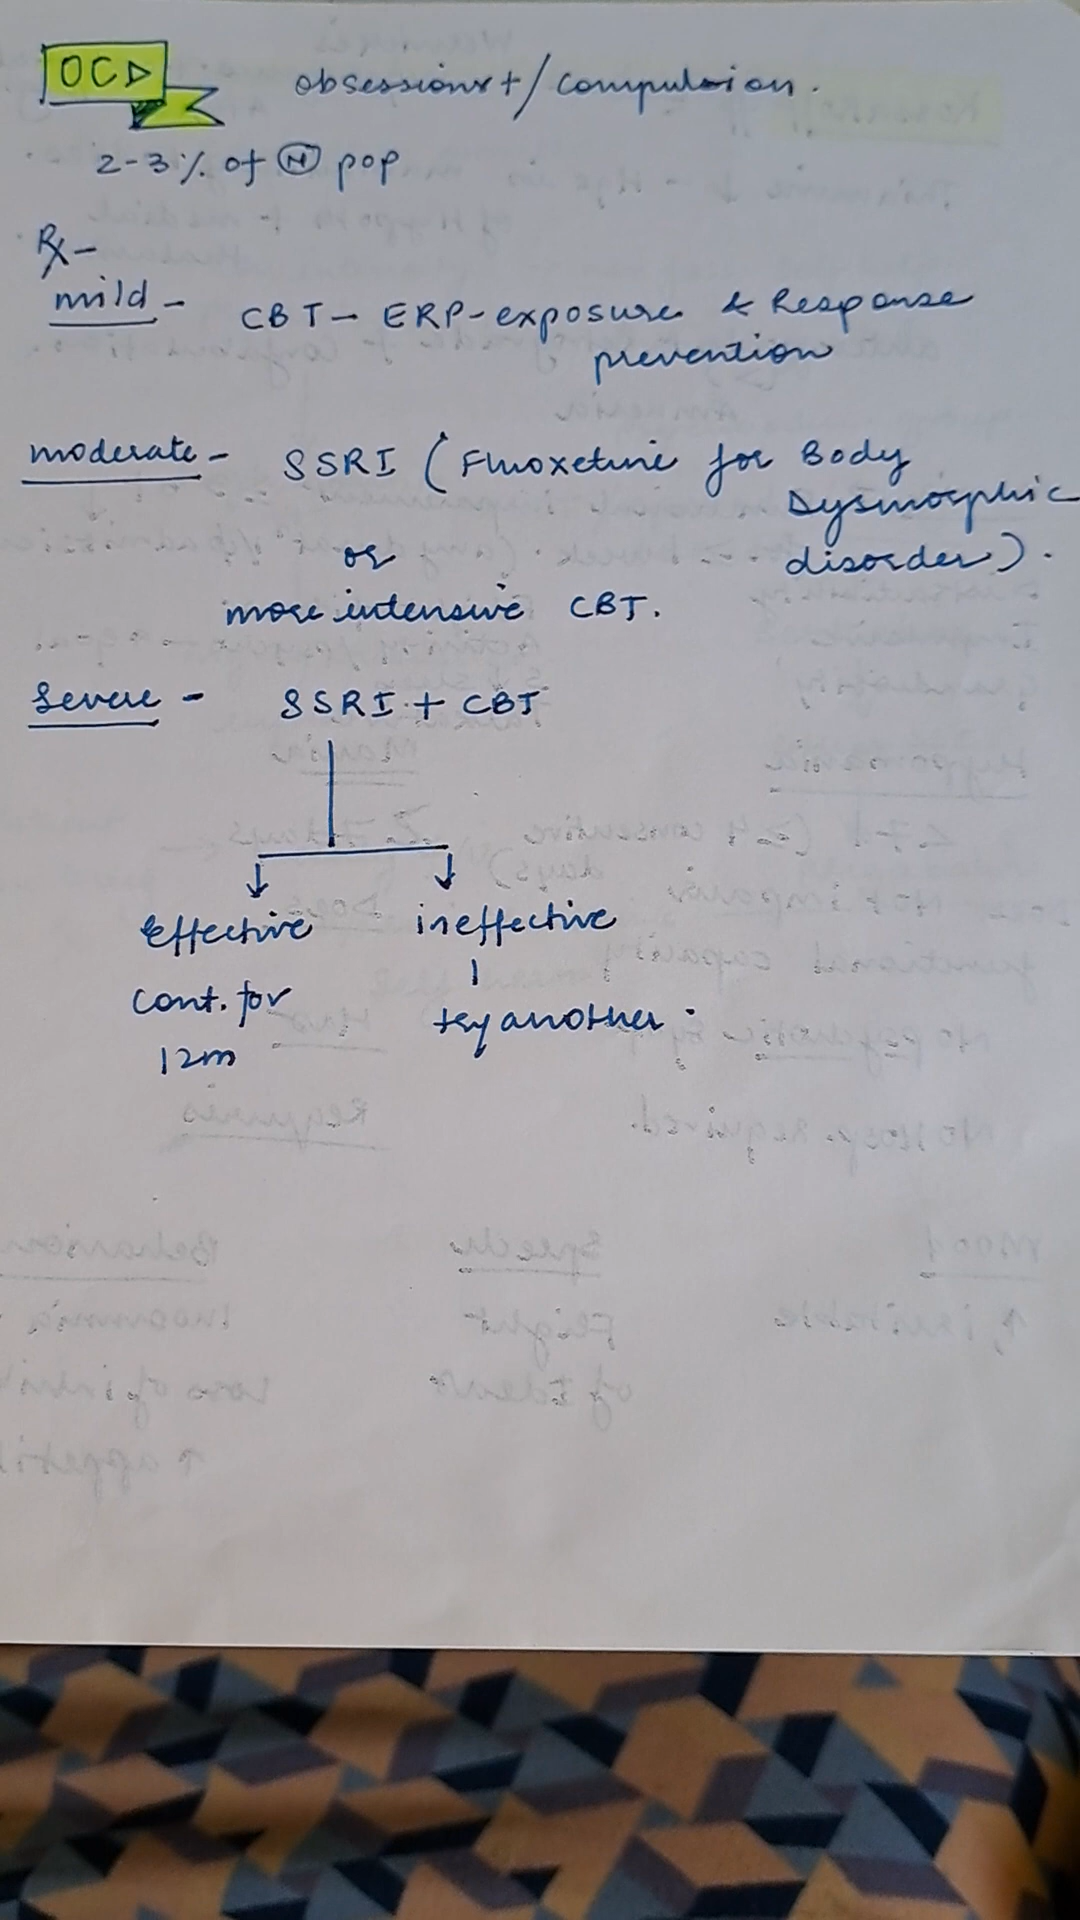 OCD obsessions+/compulsion.
2-3% of Ⓝ pop
Rx-
mild - CBT- ERP-exposure & Response
prevention
moderate - SSRI (Fluoxetine for Body
Dysmorphic
or disorder).
more intensive CBT.
Severe - SSRI + CBT
Effective ineffective
cont. for try another.
12m